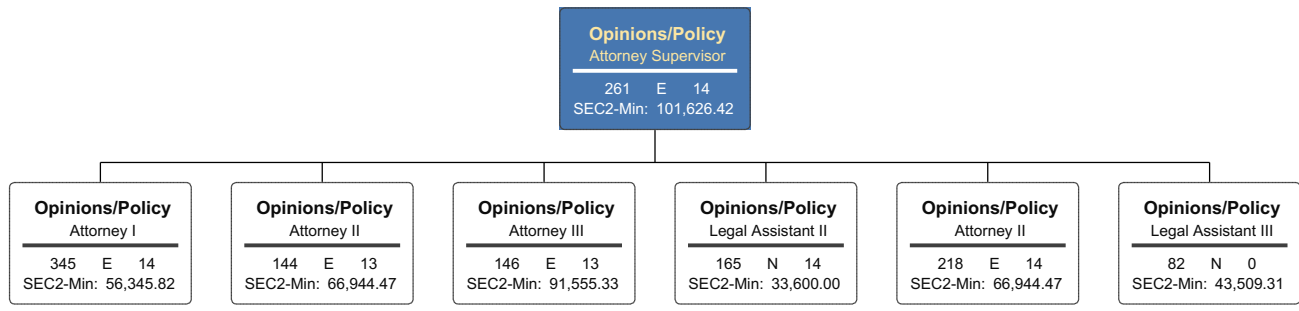 Opinions/Policy
Attorney Supervisor
261 E 14
SEC2-Min: 101,626.42
Opinions/Policy
Attorney I
345 E 14
SEC2-Min: 56,345.82
Opinions/Policy
Attorney II
144 E 13
SEC2-Min: 66,944.47
Opinions/Policy
Attorney III
146 E 13
SEC2-Min: 91,555.33
Opinions/Policy
Legal Assistant II
165 N 14
SEC2-Min: 33,600.00
Opinions/Policy
Attorney II
218 E 14
SEC2-Min: 66,944.47
Opinions/Policy
Legal Assistant III
82 N 0
SEC2-Min: 43,509.31